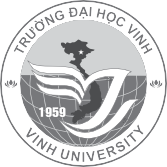 TRƯỜNG ĐẠI HỌC VINH
1959
VINH UNIVERSITY